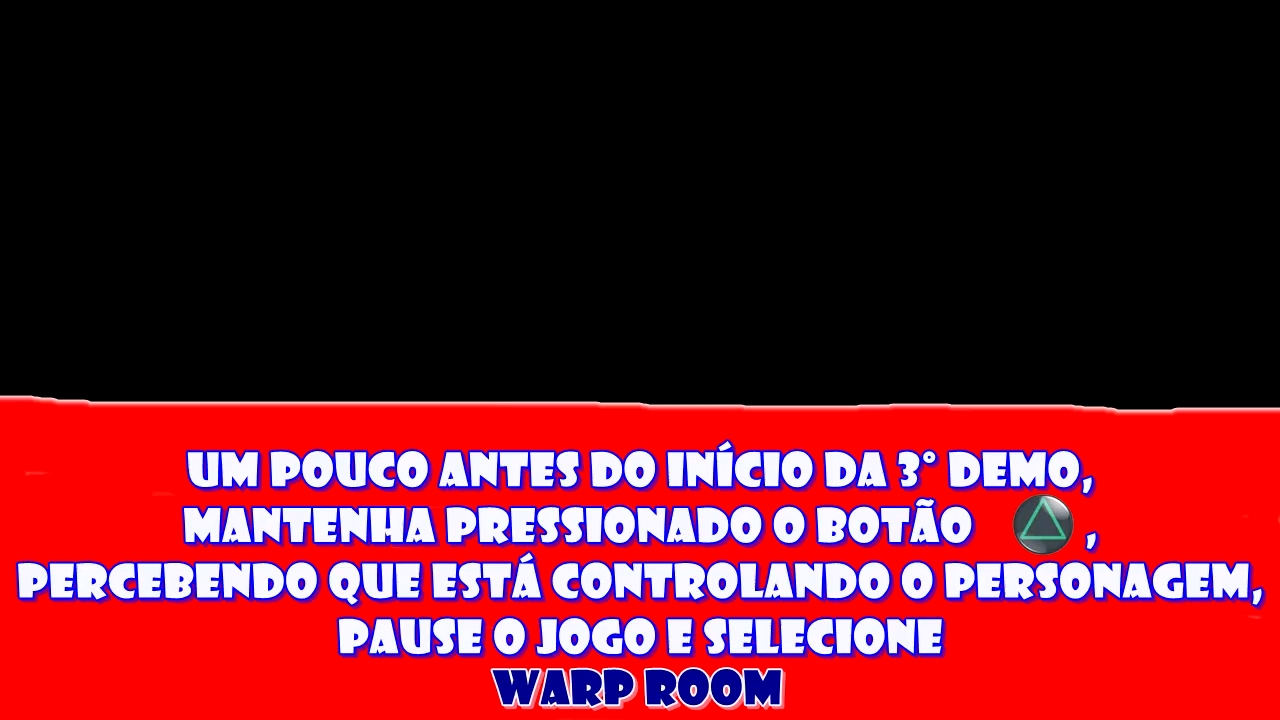 UM POUCO ANTES DO INÍCIO DA 3° DEMO,
MANTENHA PRESSIONADO O BOTÃO ,
PERCEBENDO QUE ESTÁ CONTROLANDO O PERSONAGEM,
PAUSE O JOGO E SELECIONE
WARP ROOM